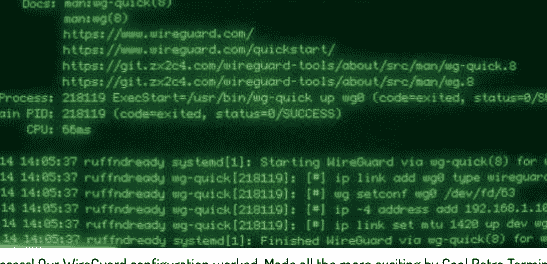 Docs: man:wg-quick(8)
man:wg(8)
https://www.wireguard.com/
https://www.wireguard.com/quickstart/
https://git.zx2c4.com/wireguard-tools/about/src/man/wg-quick.8
https://git.zx2c4.com/wireguard-tools/about/src/man/wg.8
Process: 218119 ExecStart=/usr/bin/wg-quick up wg0 (code=exited, status=0/SU
ain PID: 218119 (code=exited, status=0/SUCCESS)
CPU: 66ms
14 14:05:37 ruffndready systemd[1]: Starting WireGuard via wg-quick(8) for w
14 14:05:37 ruffndready wg-quick[218119]: [#] ip link add wg0 type wireguard
14 14:05:37 ruffndready wg-quick[218119]: [#] wg setconf wg0 /dev/fd/63
14 14:05:37 ruffndready wg-quick[218119]: [#] ip -4 address add 192.168.1.10
14 14:05:37 ruffndready wg-quick[218119]: [#] ip link set mtu 1420 up dev wg
14 14:05:37 ruffndready systemd[1]: Finished WireGuard via wg-quick(8) for w
Our WireGuard configuration worked. Made all the more exciting by Cool Retro Termin